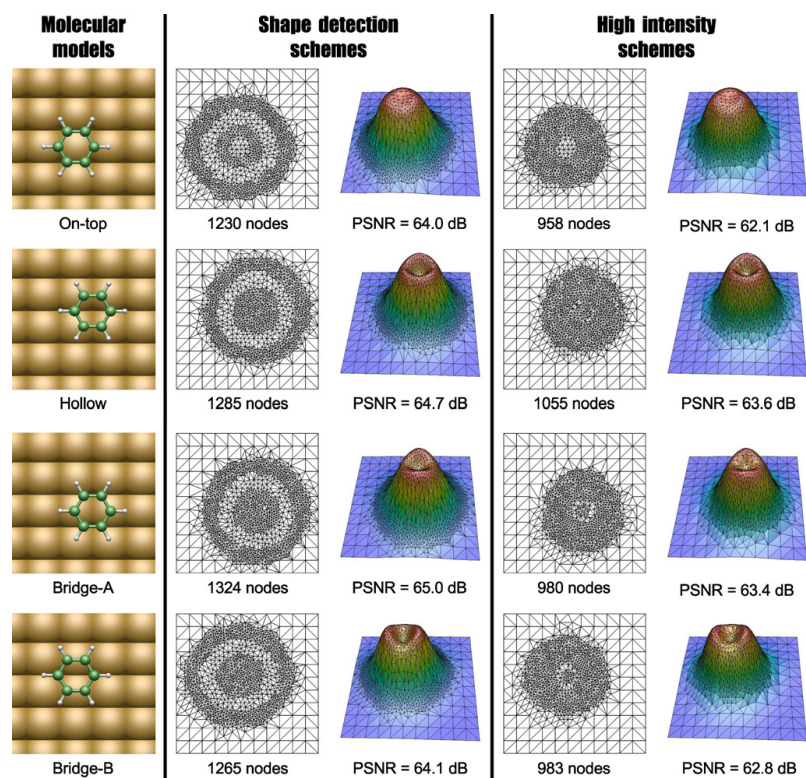 Molecular
models
Shape detection
schemes
High intensity
schemes
On-top
1230 nodes
PSNR = 64.0 dB
958 nodes
PSNR = 62.1 dB
Hollow
1285 nodes
PSNR = 64.7 dB
1055 nodes
PSNR = 63.6 dB
Bridge-A
1324 nodes
PSNR = 65.0 dB
980 nodes
PSNR = 63.4 dB
Bridge-B
1265 nodes
PSNR = 64.1 dB
983 nodes
PSNR = 62.8 dB